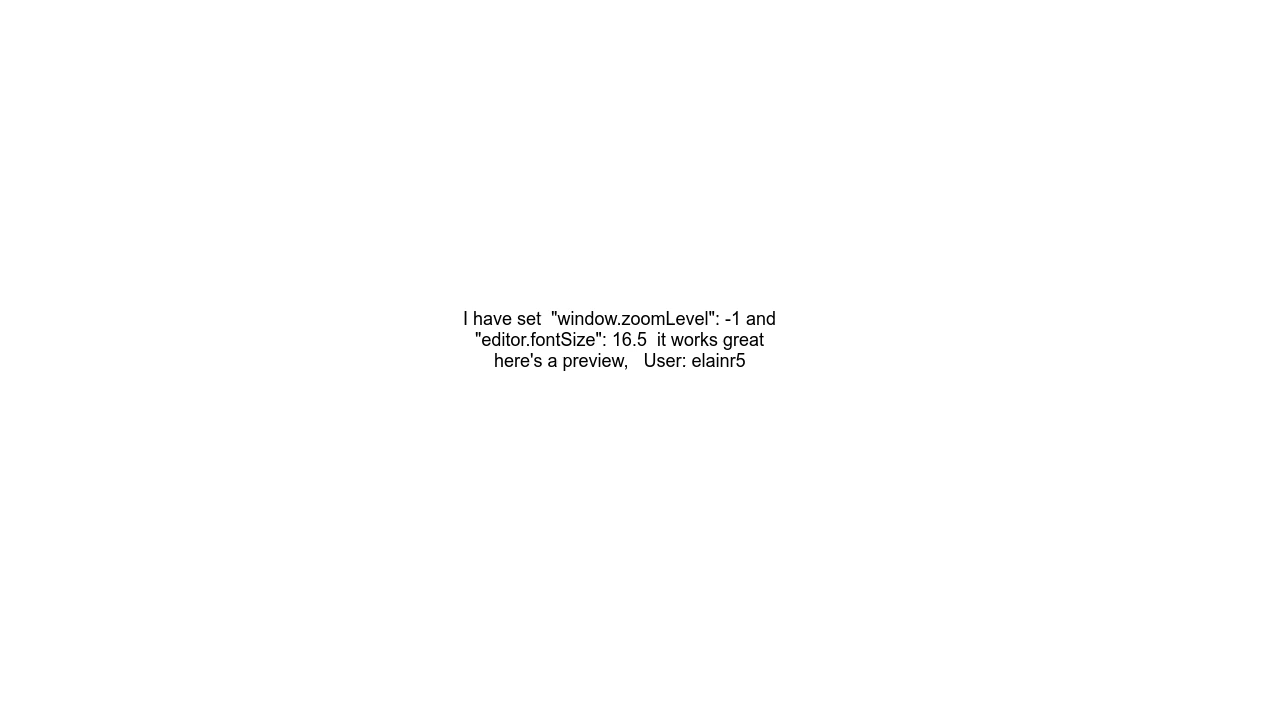 I have set  "window.zoomLevel": -1 and
"editor.fontSize": 16.5  it works great
here's a preview,   User: elainr5